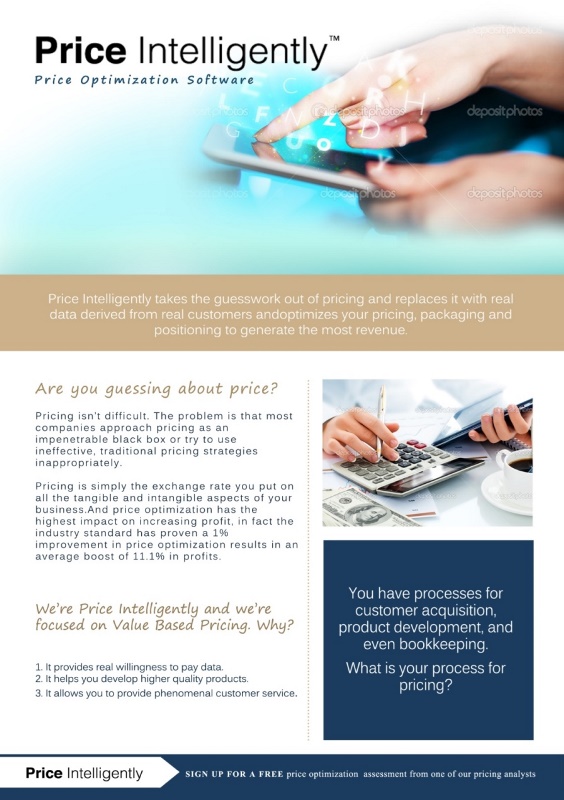 Price Intelligently™
Price Optimization Software
depositphotos
depositphotos
depositphotos
depositphotos
depositphotos
Price Intelligently takes the guesswork out of pricing and replaces it with real
data derived from real customers andoptimizes your pricing, packaging and
positioning to generate the most revenue.
Are you guessing about price?
Pricing isn't difficult. The problem is that most
companies approach pricing as an
impenetrable black box or try to use
ineffective, traditional pricing strategies
inappropriately.
Pricing is simply the exchange rate you put on
all the tangible and intangible aspects of your
business.And price optimization has the
highest impact on increasing profit, in fact the
industry standard has proven a 1%
improvement in price optimization results in an
average boost of 11.1% in profits.
We're Price Intelligently and we're
focused on Value Based Pricing. Why?
1. It provides real willingness to pay data.
2. It helps you develop higher quality products.
3. It allows you to provide phenomenal customer service.
You have processes for
customer acquisition,
product development, and
even bookkeeping.
What is your process for
pricing?
Price Intelligently
SIGN UP FOR A FREE price optimization assessment from one of our pricing analysts